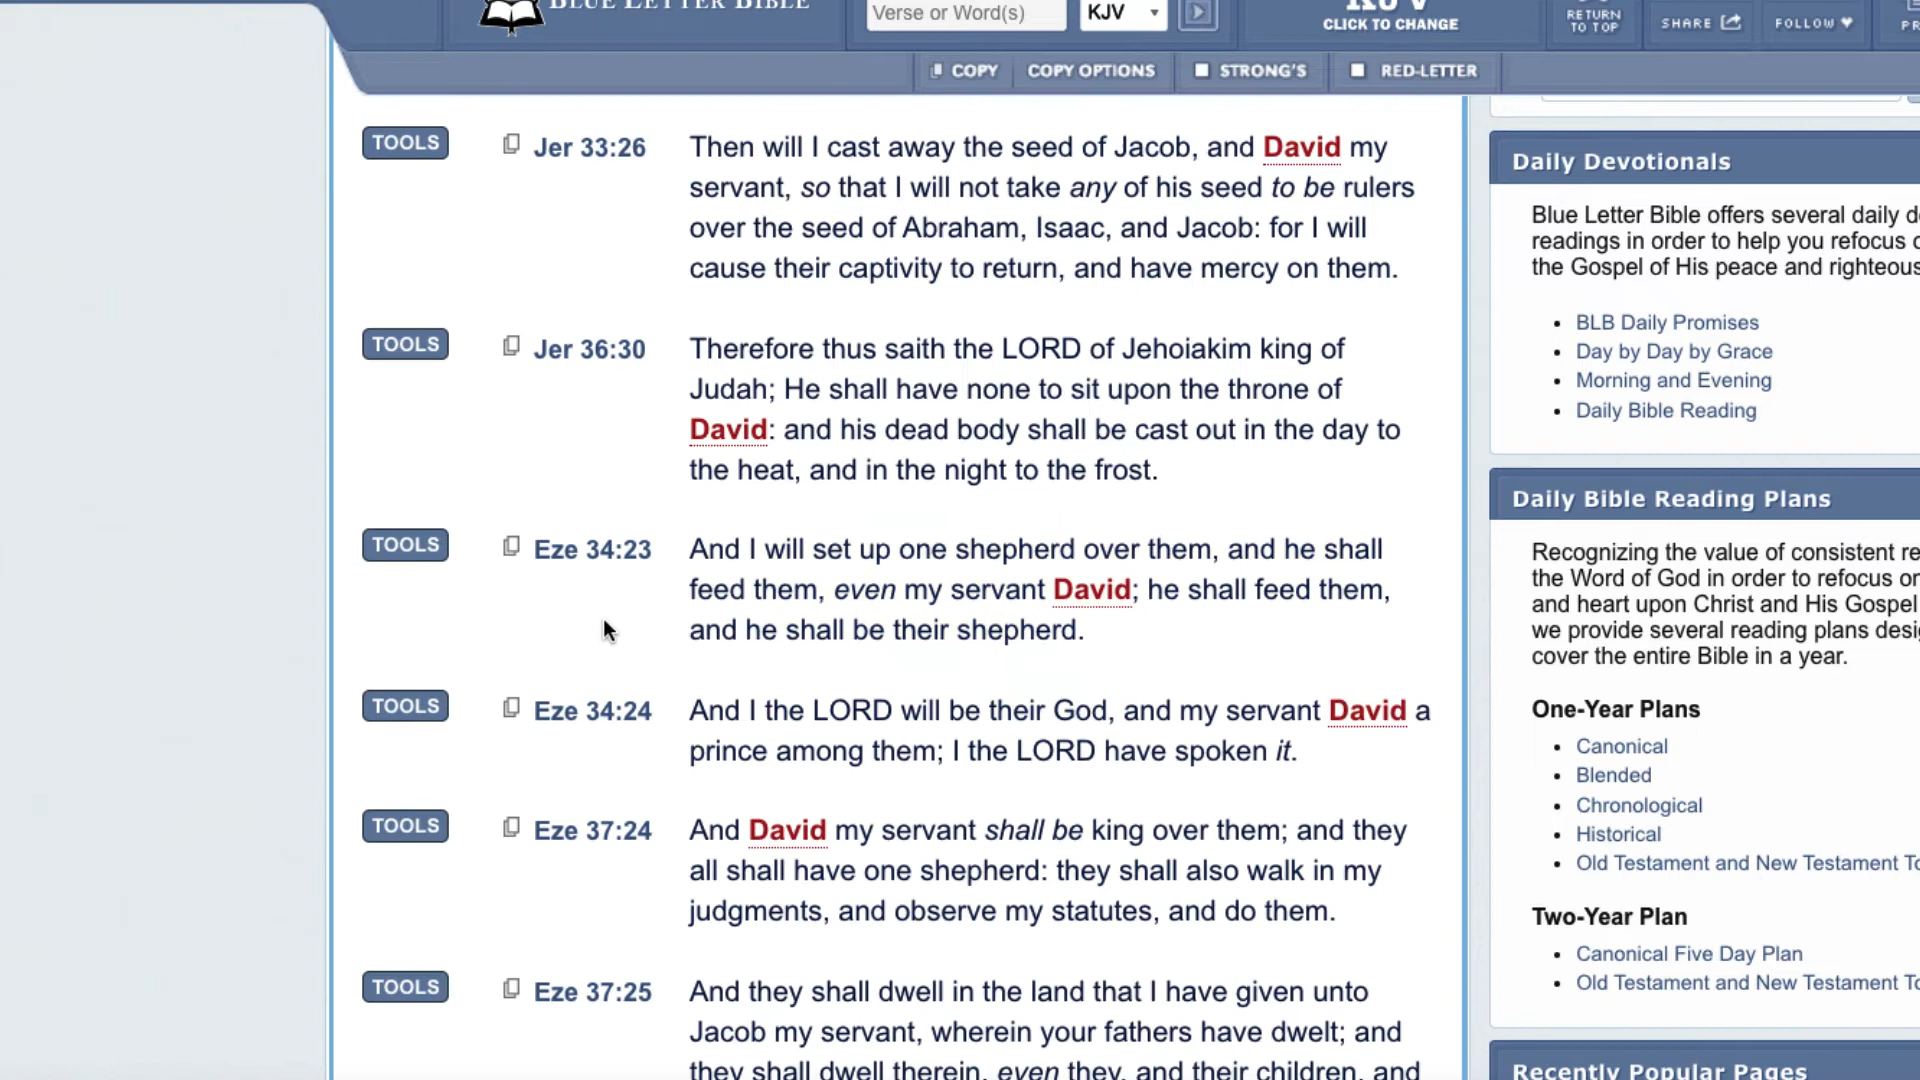 BLUE LETTER BIBLE
Verse or Word(s)
KJV
KJV
CLICK TO CHANGE
RETURN
TO TOP
SHARE
FOLLOW
COPY
COPY OPTIONS
STRONG'S
RED-LETTER
TOOLS
Jer 33:26
Then will I cast away the seed of Jacob, and David my
servant, so that I will not take any of his seed to be rulers
over the seed of Abraham, Isaac, and Jacob: for I will
cause their captivity to return, and have mercy on them.
TOOLS
Jer 36:30
Therefore thus saith the LORD of Jehoiakim king of
Judah; He shall have none to sit upon the throne of
David: and his dead body shall be cast out in the day to
the heat, and in the night to the frost.
TOOLS
Eze 34:23
And I will set up one shepherd over them, and he shall
feed them, even my servant David; he shall feed them,
and he shall be their shepherd.
TOOLS
Eze 34:24
And I the LORD will be their God, and my servant David a
prince among them; I the LORD have spoken it.
TOOLS
Eze 37:24
And David my servant shall be king over them; and they
all shall have one shepherd: they shall also walk in my
judgments, and observe my statutes, and do them.
TOOLS
Eze 37:25
And they shall dwell in the land that I have given unto
Jacob my servant, wherein your fathers have dwelt; and
they shall dwell therein, even they, and their children, and
Daily Devotionals
Blue Letter Bible offers several daily
readings in order to help you refocus
the Gospel of His peace and
BLB Daily Promises
Day by Day by Grace
Morning and Evening
Daily Bible Reading
Daily Bible Reading Plans
Recognizing the value of consistent
the Word of God in order to refocus
and heart upon Christ and His Gospel
we provide several reading plans
cover the entire Bible in a year.
One-Year Plans
Canonical
Blended
Chronological
Historical
Old Testament and New Testament
Two-Year Plan
Canonical Five Day Plan
Old Testament and New Testament
Recently Popular Pages